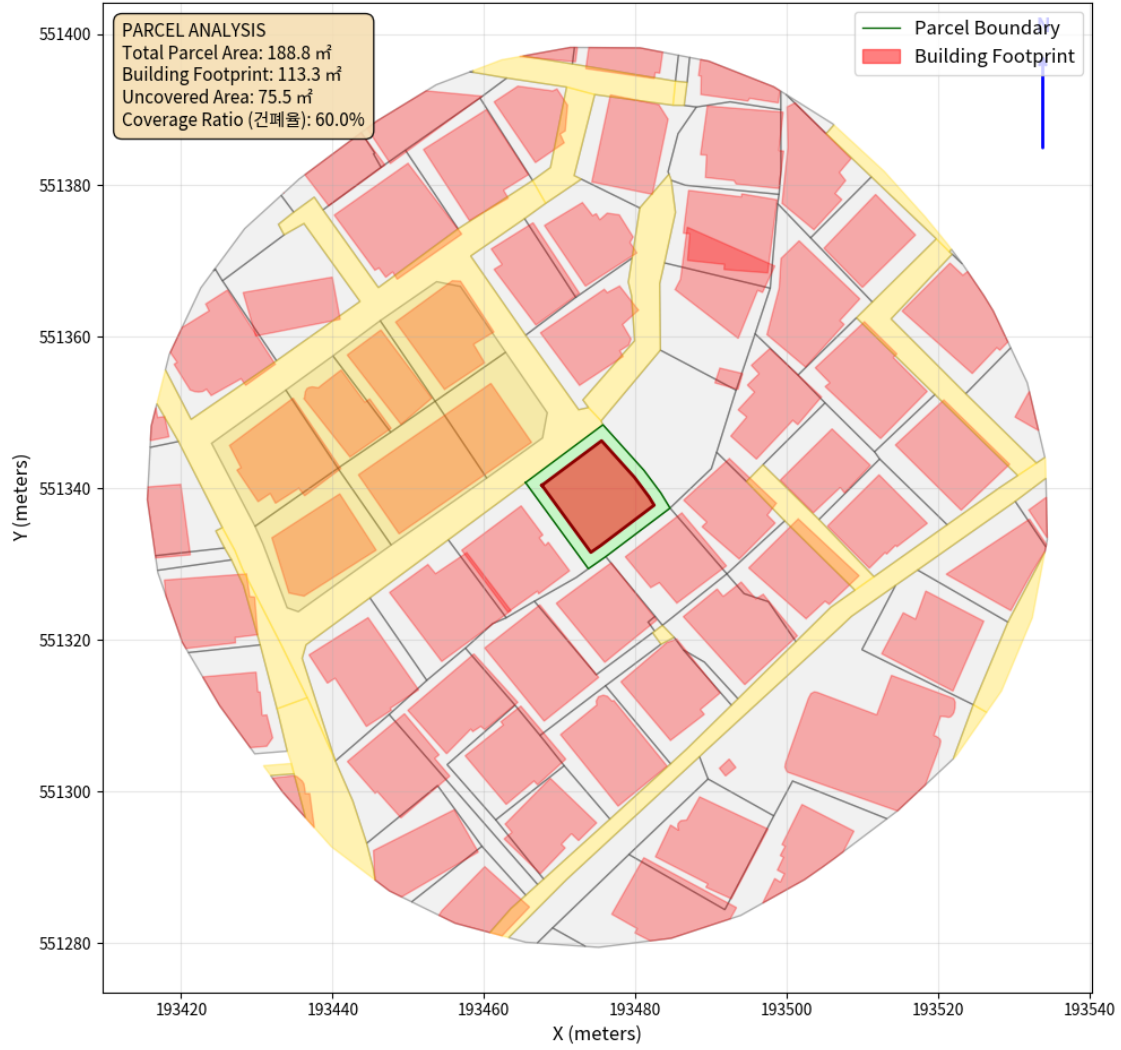 PARCEL ANALYSIS
Total Parcel Area: 188.8 ㎡
Building Footprint: 113.3 ㎡
Uncovered Area: 75.5 ㎡
Coverage Ratio (건폐율): 60.0%
Parcel Boundary
Building Footprint
N
551400
551380
551360
551340
551320
551300
551280
Y (meters)
193420
193440
193460
193480
193500
193520
193540
X (meters)